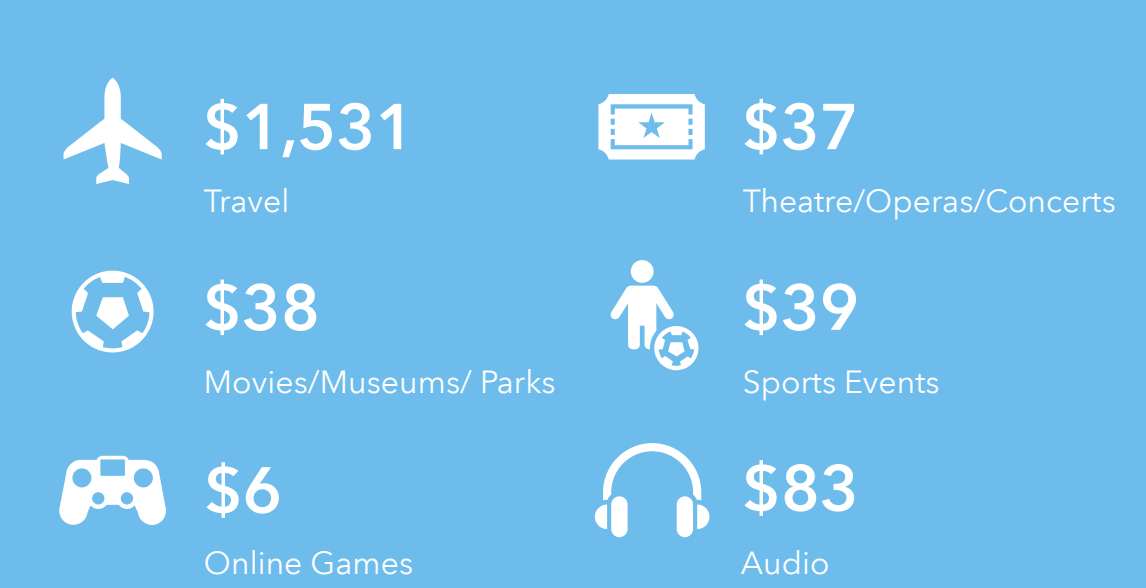 $1,531
Travel
$37
Theatre/Operas/Concerts
$38
Movies/Museums/ Parks
$39
Sports Events
$6
Online Games
$83
Audio